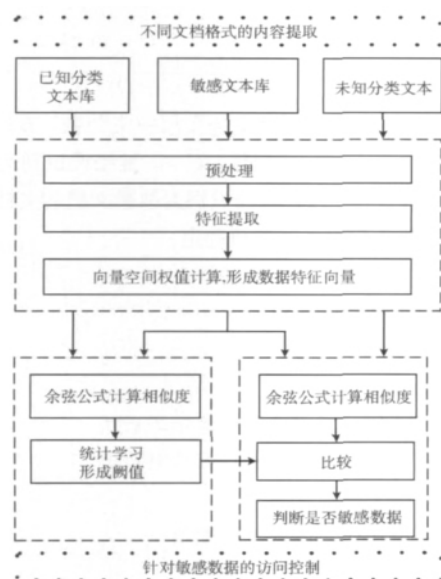 不同文档格式的内容提取
已知分类
文本库
敏感文本库
未知分类文本
预处理
特征提取
向量空间权值计算,形成数据特征向量
余弦公式计算相似度
余弦公式计算相似度
统计学习
形成阙值
比较
判断是否敏感数据
针对敏感数据的访问控制